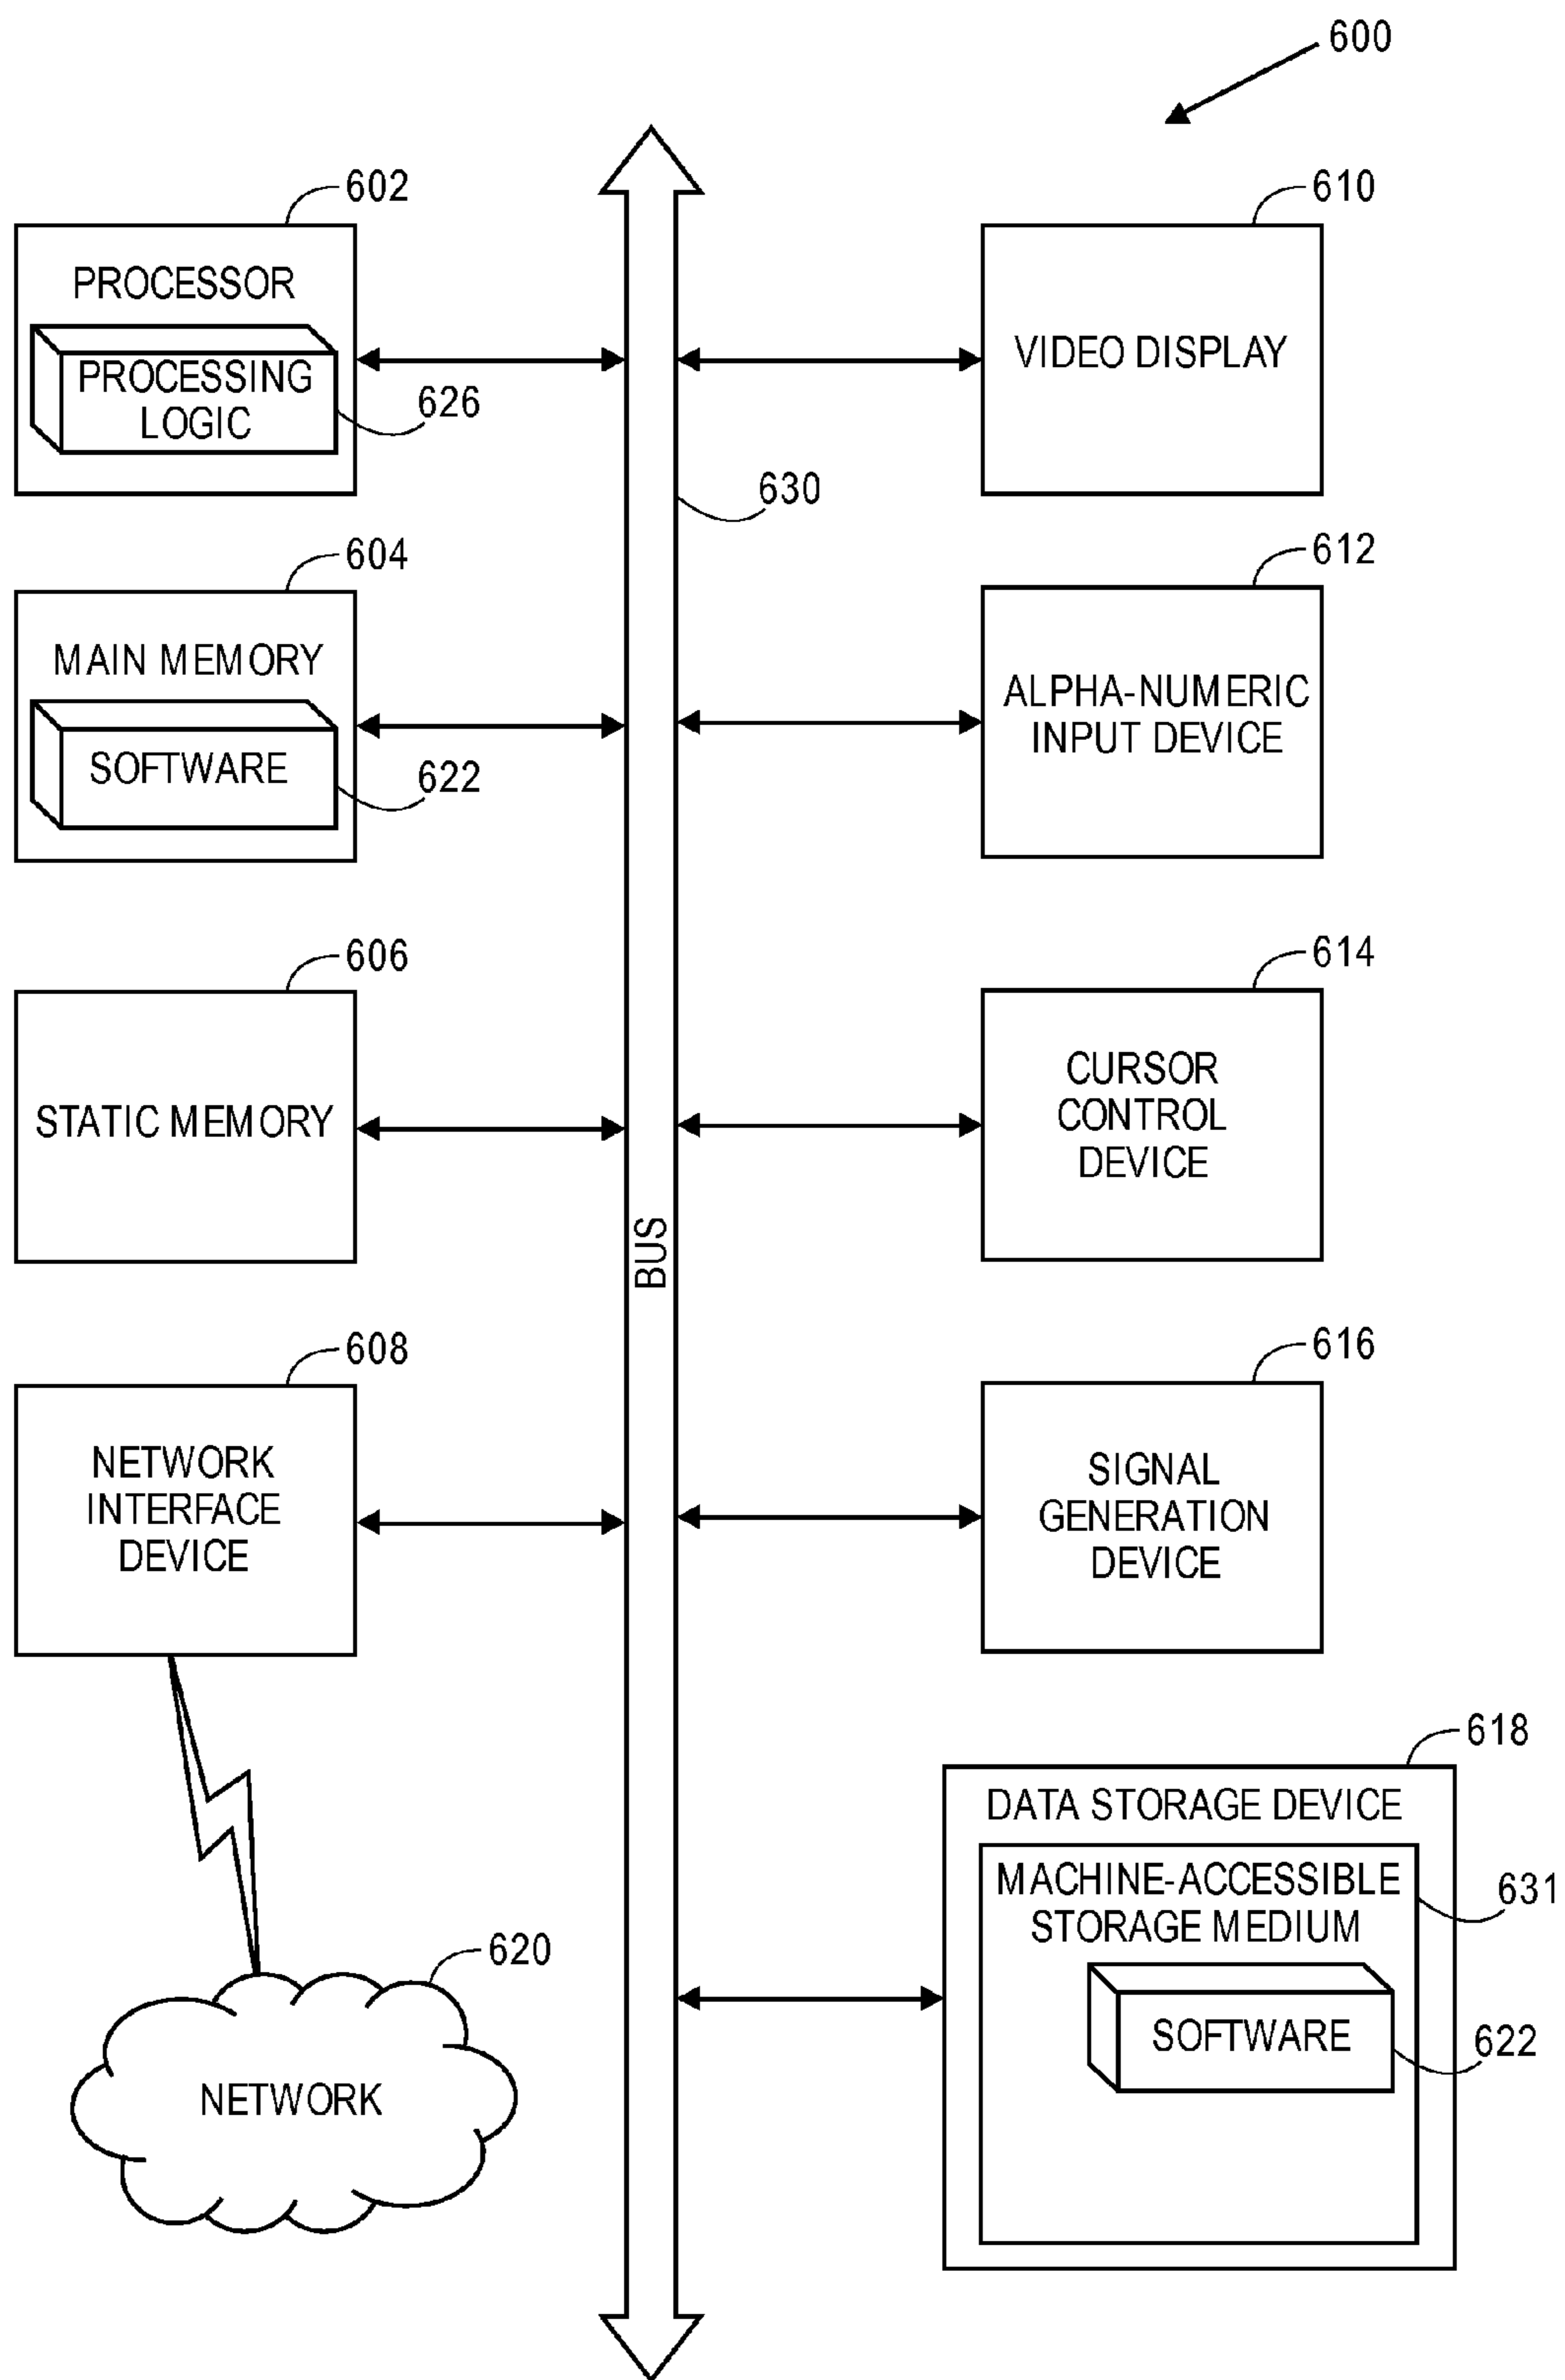 600
602
PROCESSOR
PROCESSING
LOGIC
626
604
MAIN MEMORY
SOFTWARE
622
606
STATIC MEMORY
608
NETWORK
INTERFACE
DEVICE
620
NETWORK
630
BUS
610
VIDEO DISPLAY
612
ALPHA-NUMERIC
INPUT DEVICE
614
CURSOR
CONTROL
DEVICE
616
SIGNAL
GENERATION
DEVICE
618
DATA STORAGE DEVICE
MACHINE-ACCESSIBLE
STORAGE MEDIUM
631
SOFTWARE
622